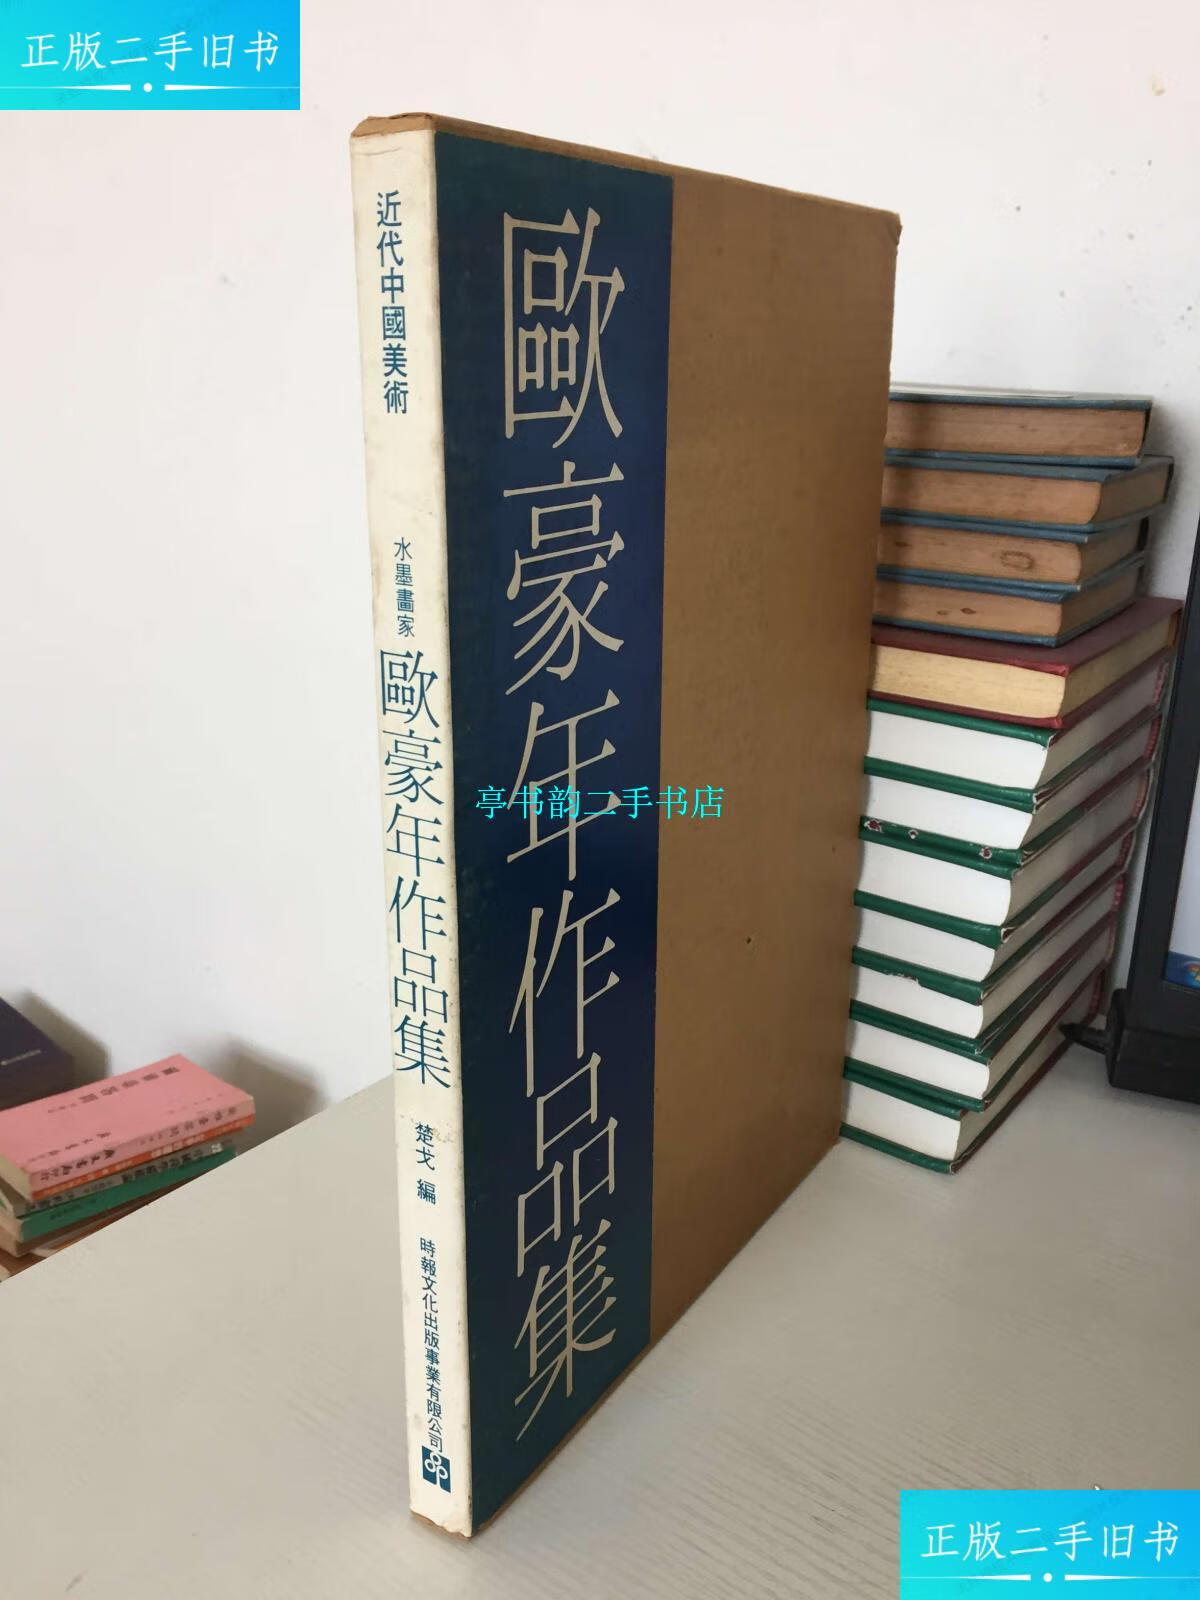 正版二手旧书
近代中國美術
水墨畫家
歐豪年作品集
楚戈 編
時報文化出版事業有限公司
歐豪年作品集
亭书韵二手书店
正版二手旧书